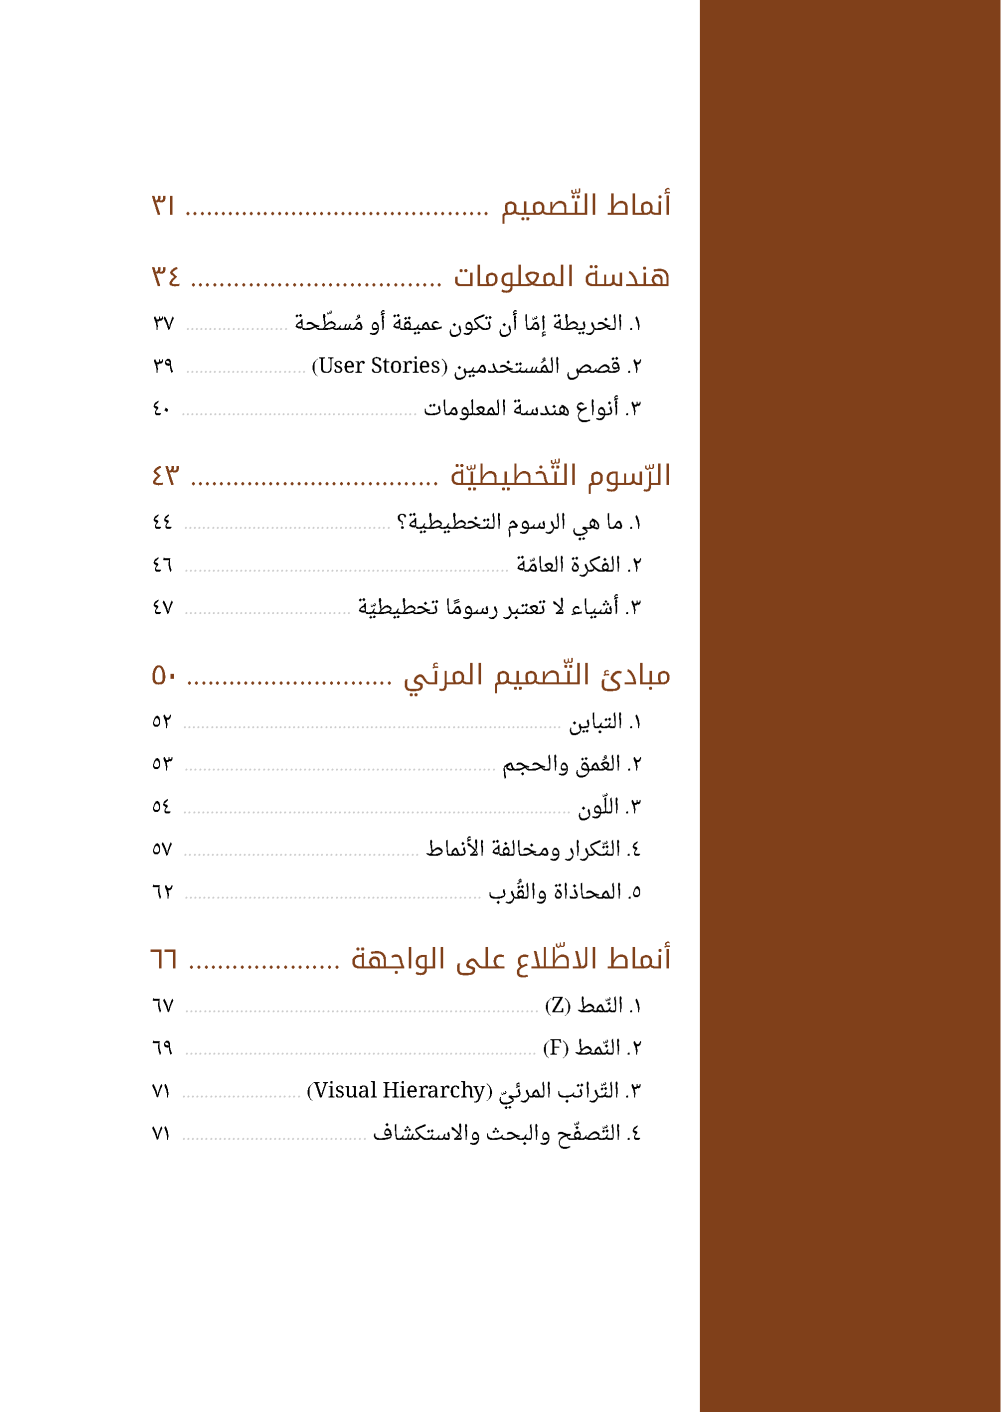 أنماط التّصميم ........................................... ٣١
هندسة المعلومات ................................... ٣٤
١. الخريطة إمّا أن تكون عميقة أو مُسطّحة ...................... ٣٧
٢. قصص المُستخدمين (User Stories) .......................... ٣٩
٣. أنواع هندسة المعلومات .................................................. ٤٠
الرّسوم التّخطيطيّة ................................... ٤٣
١. ما هي الرسوم التخطيطية؟ ............................................ ٤٤
٢. الفكرة العامّة ...................................................................... ٤٦
٣. أشياء لا تعتبر رسومًا تخطيطيّة .................................... ٤٧
مبادئ التّصميم المرئي ............................. ٥٠
١. التباين ................................................................................. ٥٢
٢. العُمق والحجم ................................................................... ٥٣
٣. اللّون ................................................................................... ٥٤
٤. التّكرار ومخالفة الأنماط .................................................. ٥٧
٥. المحاذاة والقُرب ................................................................ ٦٢
أنماط الاطّلاع على الواجهة ..................... ٦٦
١. النّمط (Z) ............................................................................ ٦٧
٢. النّمط (F) ............................................................................ ٦٩
٣. التّراتب المرئيّ (Visual Hierarchy) ......................... ٧١
٤. التّصفّح والبحث والاستكشاف ....................................... ٧١